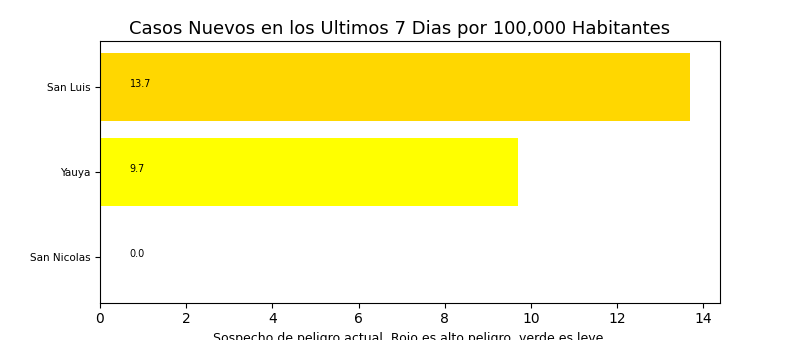 Casos Nuevos en los Ultimos 7 Dias por 100,000 Habitantes
San Luis 13.7
Yauya 9.7
San Nicolas 0.0
0 2 4 6 8 10 12 14
Sospecho de peligro actual. Rojo es alto peligro, verde es leve